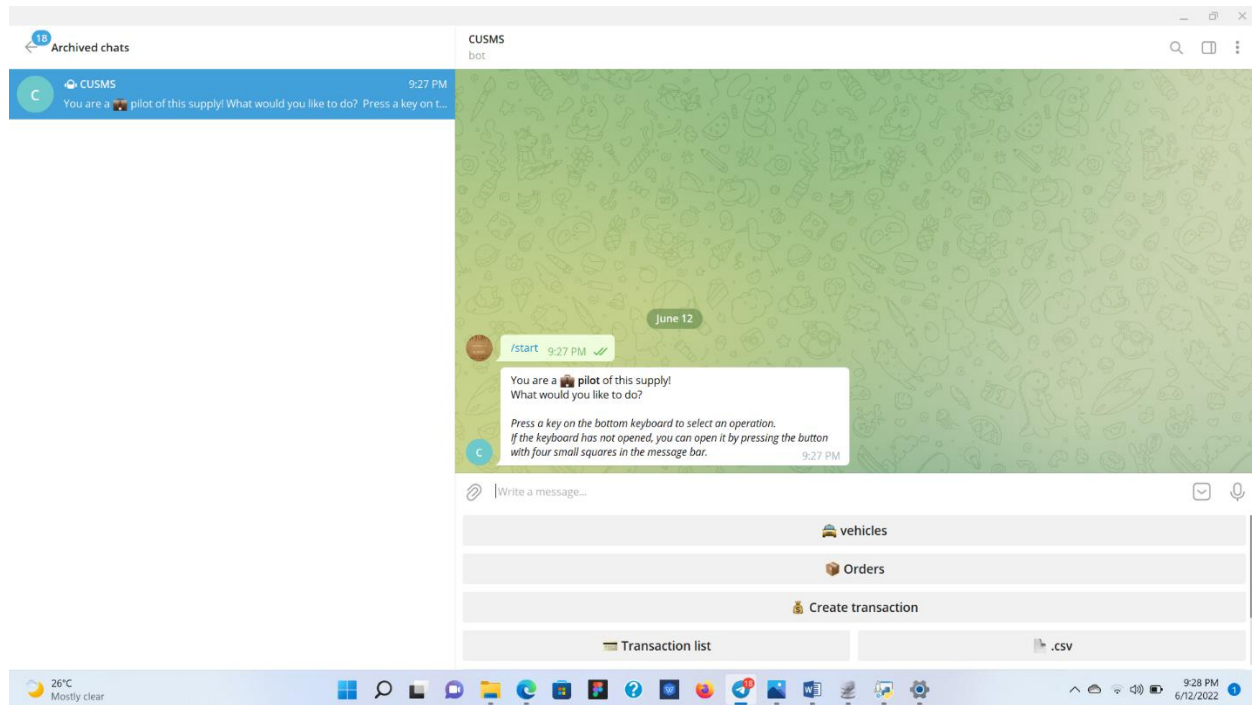 18
Archived chats
CUSMS
bot
C
CUSMS
9:27 PM
You are a 💼 pilot of this supply! What would you like to do? Press a key on t...
June 12
/start 9:27 PM
You are a 💼 pilot of this supply!
What would you like to do?
Press a key on the bottom keyboard to select an operation.
If the keyboard has not opened, you can open it by pressing the button
with four small squares in the message bar.
9:27 PM
C
Write a message...
🚖 vehicles
📦 Orders
💰 Create transaction
💳 Transaction list
📄 .csv
26°C
Mostly clear
9:28 PM
6/12/2022
1